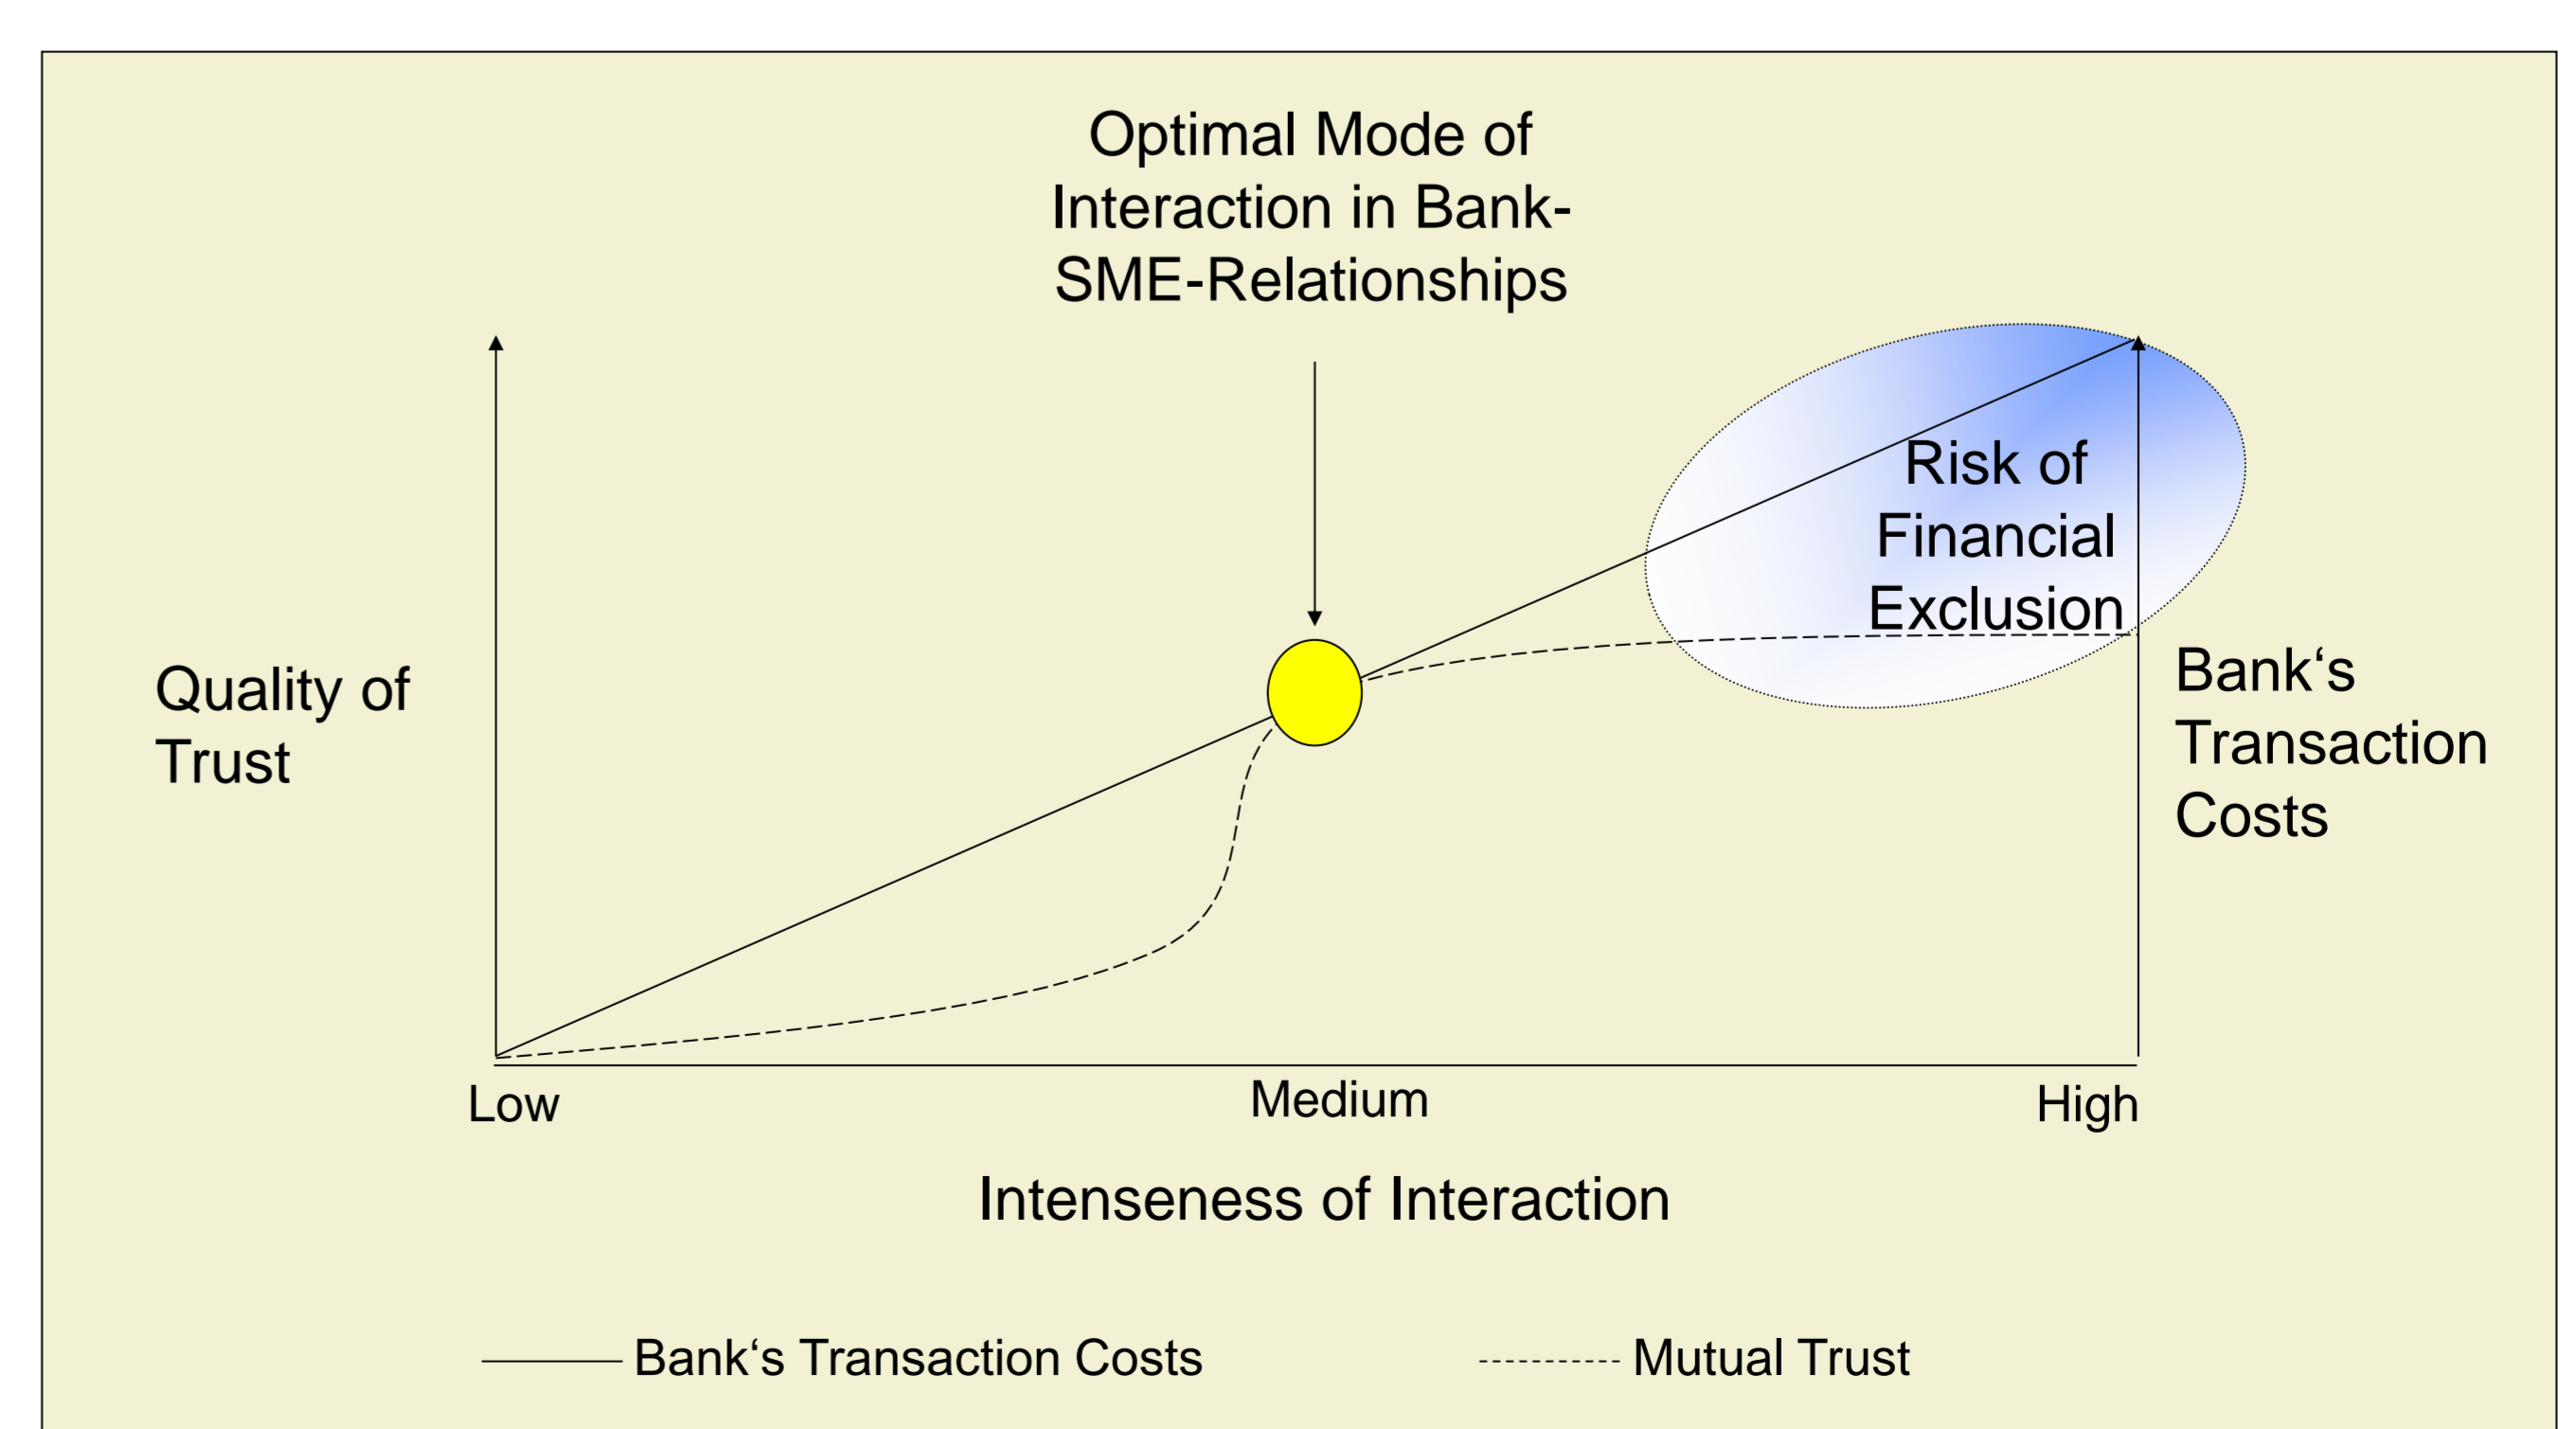 Optimal Mode of
Interaction in Bank-
SME-Relationships
Risk of
Financial
Exclusion
Quality of
Trust
Bank‘s
Transaction
Costs
Low
Medium
High
Intenseness of Interaction
Bank‘s Transaction Costs
Mutual Trust